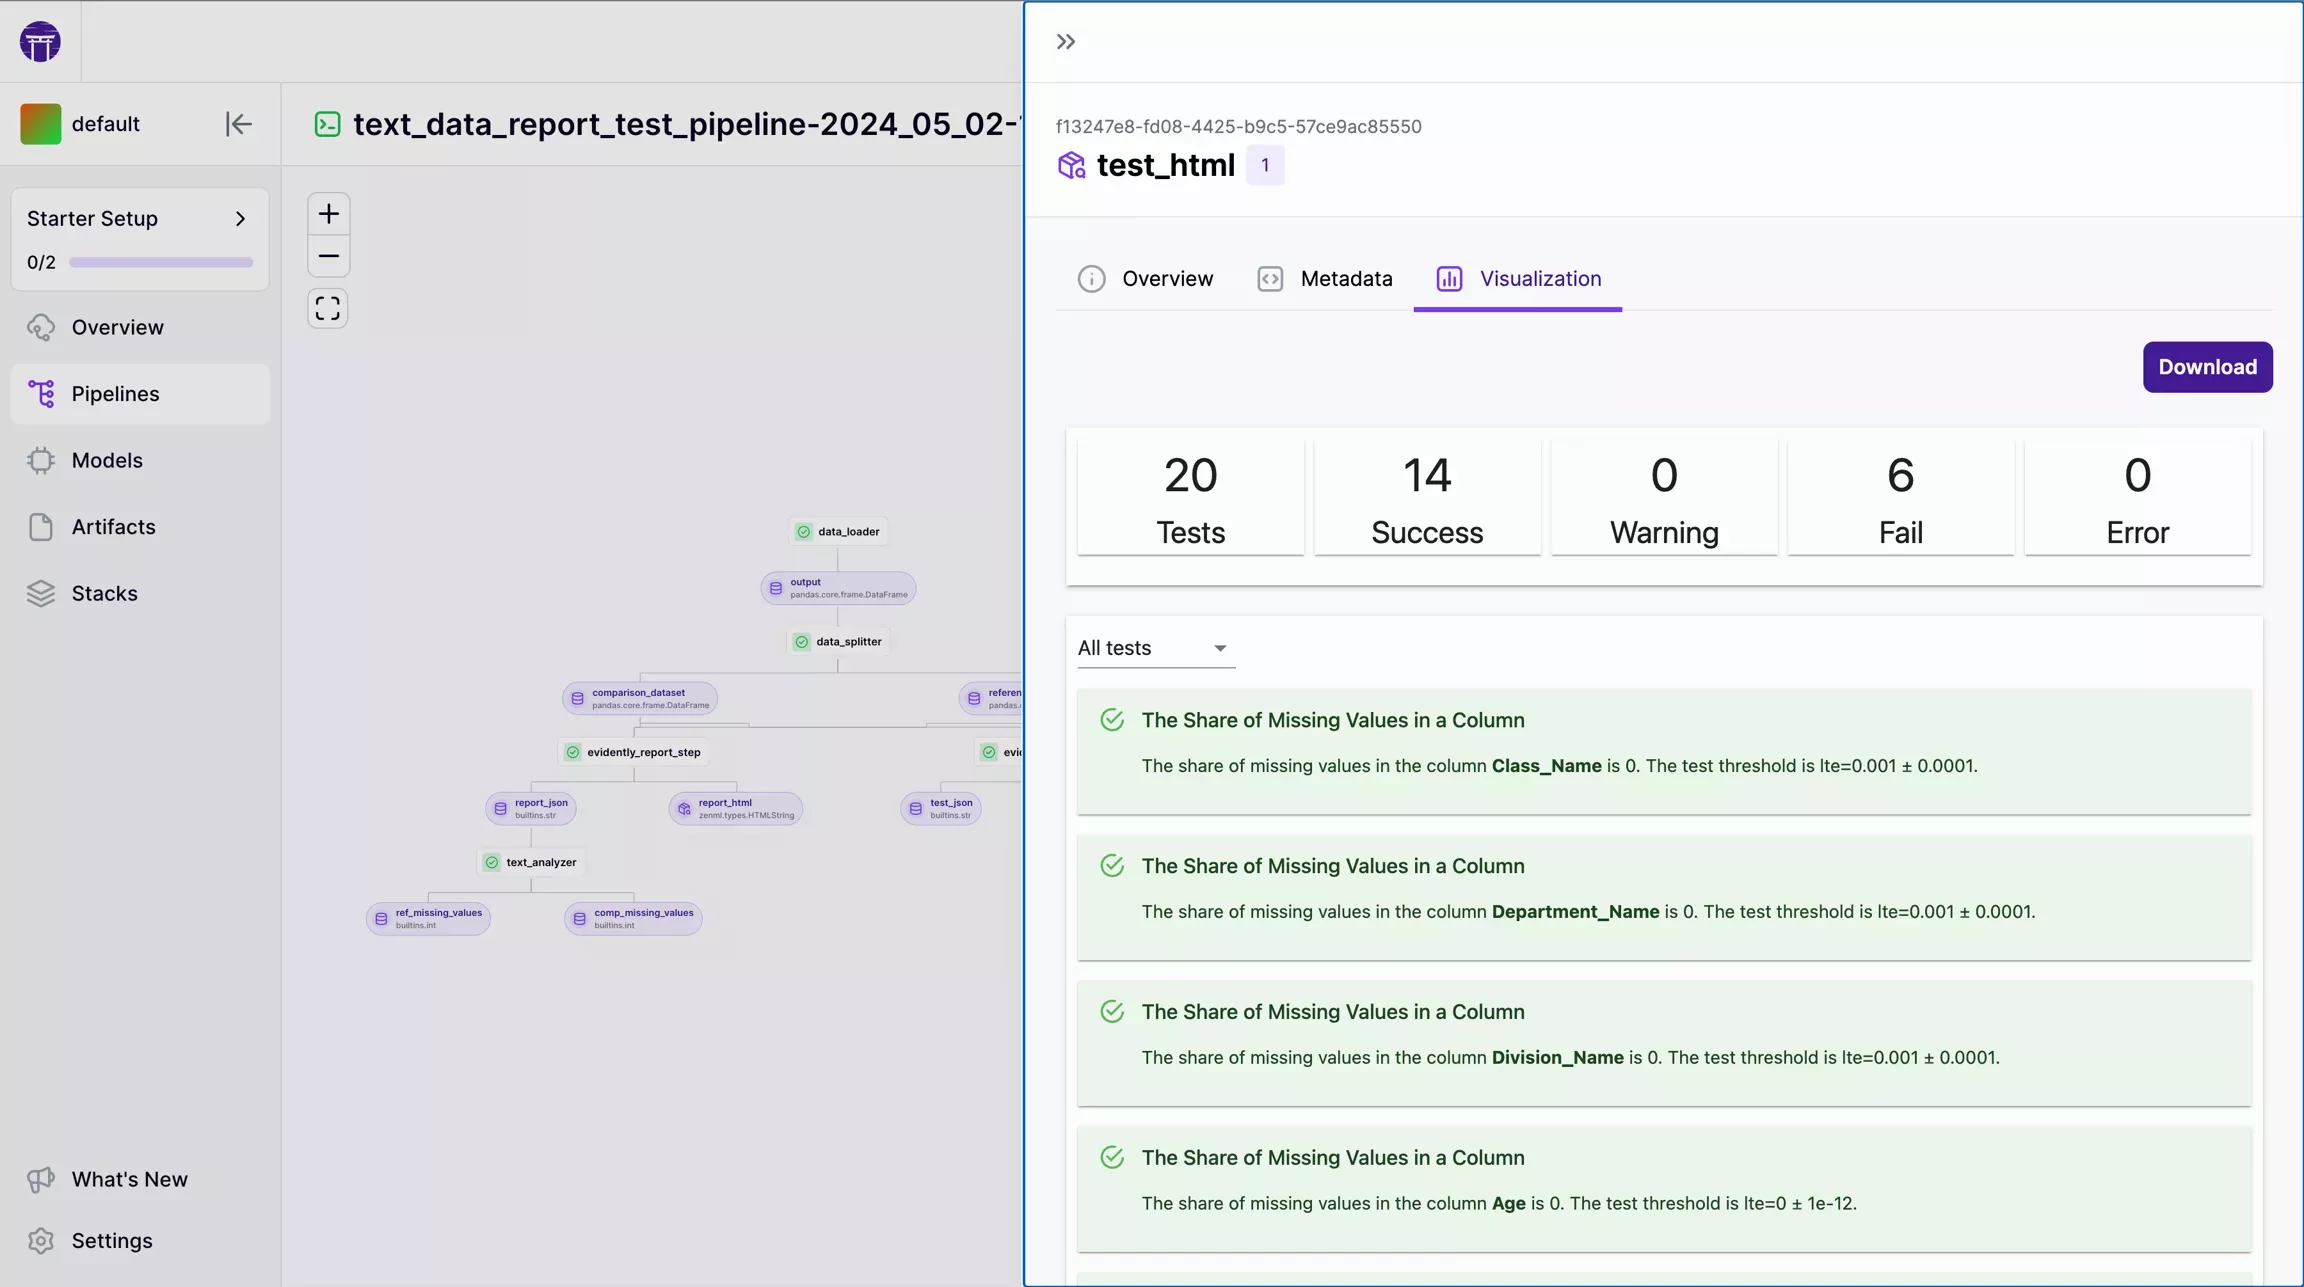 default
text_data_report_test_pipeline-2024_05_02-
Starter Setup
0/2
Overview
Pipelines
Models
Artifacts
Stacks
What's New
Settings
data_loader
output
pandas.core.frame.DataFrame
data_splitter
comparison_dataset
pandas.core.frame.DataFrame
referen
pandas.
evidently_report_step
evid
report_json
builtins.str
report_html
zenml.types.HTMLString
test_json
builtins.str
text_analyzer
ref_missing_values
builtins.int
comp_missing_values
builtins.int
f13247e8-fd08-4425-b9c5-57ce9ac85550
test_html 1
Overview Metadata Visualization
Download
20 14 0 6 0
Tests Success Warning Fail Error
All tests
The Share of Missing Values in a Column
The share of missing values in the column Class_Name is 0. The test threshold is lte=0.001 ± 0.0001.
The Share of Missing Values in a Column
The share of missing values in the column Department_Name is 0. The test threshold is lte=0.001 ± 0.0001.
The Share of Missing Values in a Column
The share of missing values in the column Division_Name is 0. The test threshold is lte=0.001 ± 0.0001.
The Share of Missing Values in a Column
The share of missing values in the column Age is 0. The test threshold is lte=0 ± 1e-12.